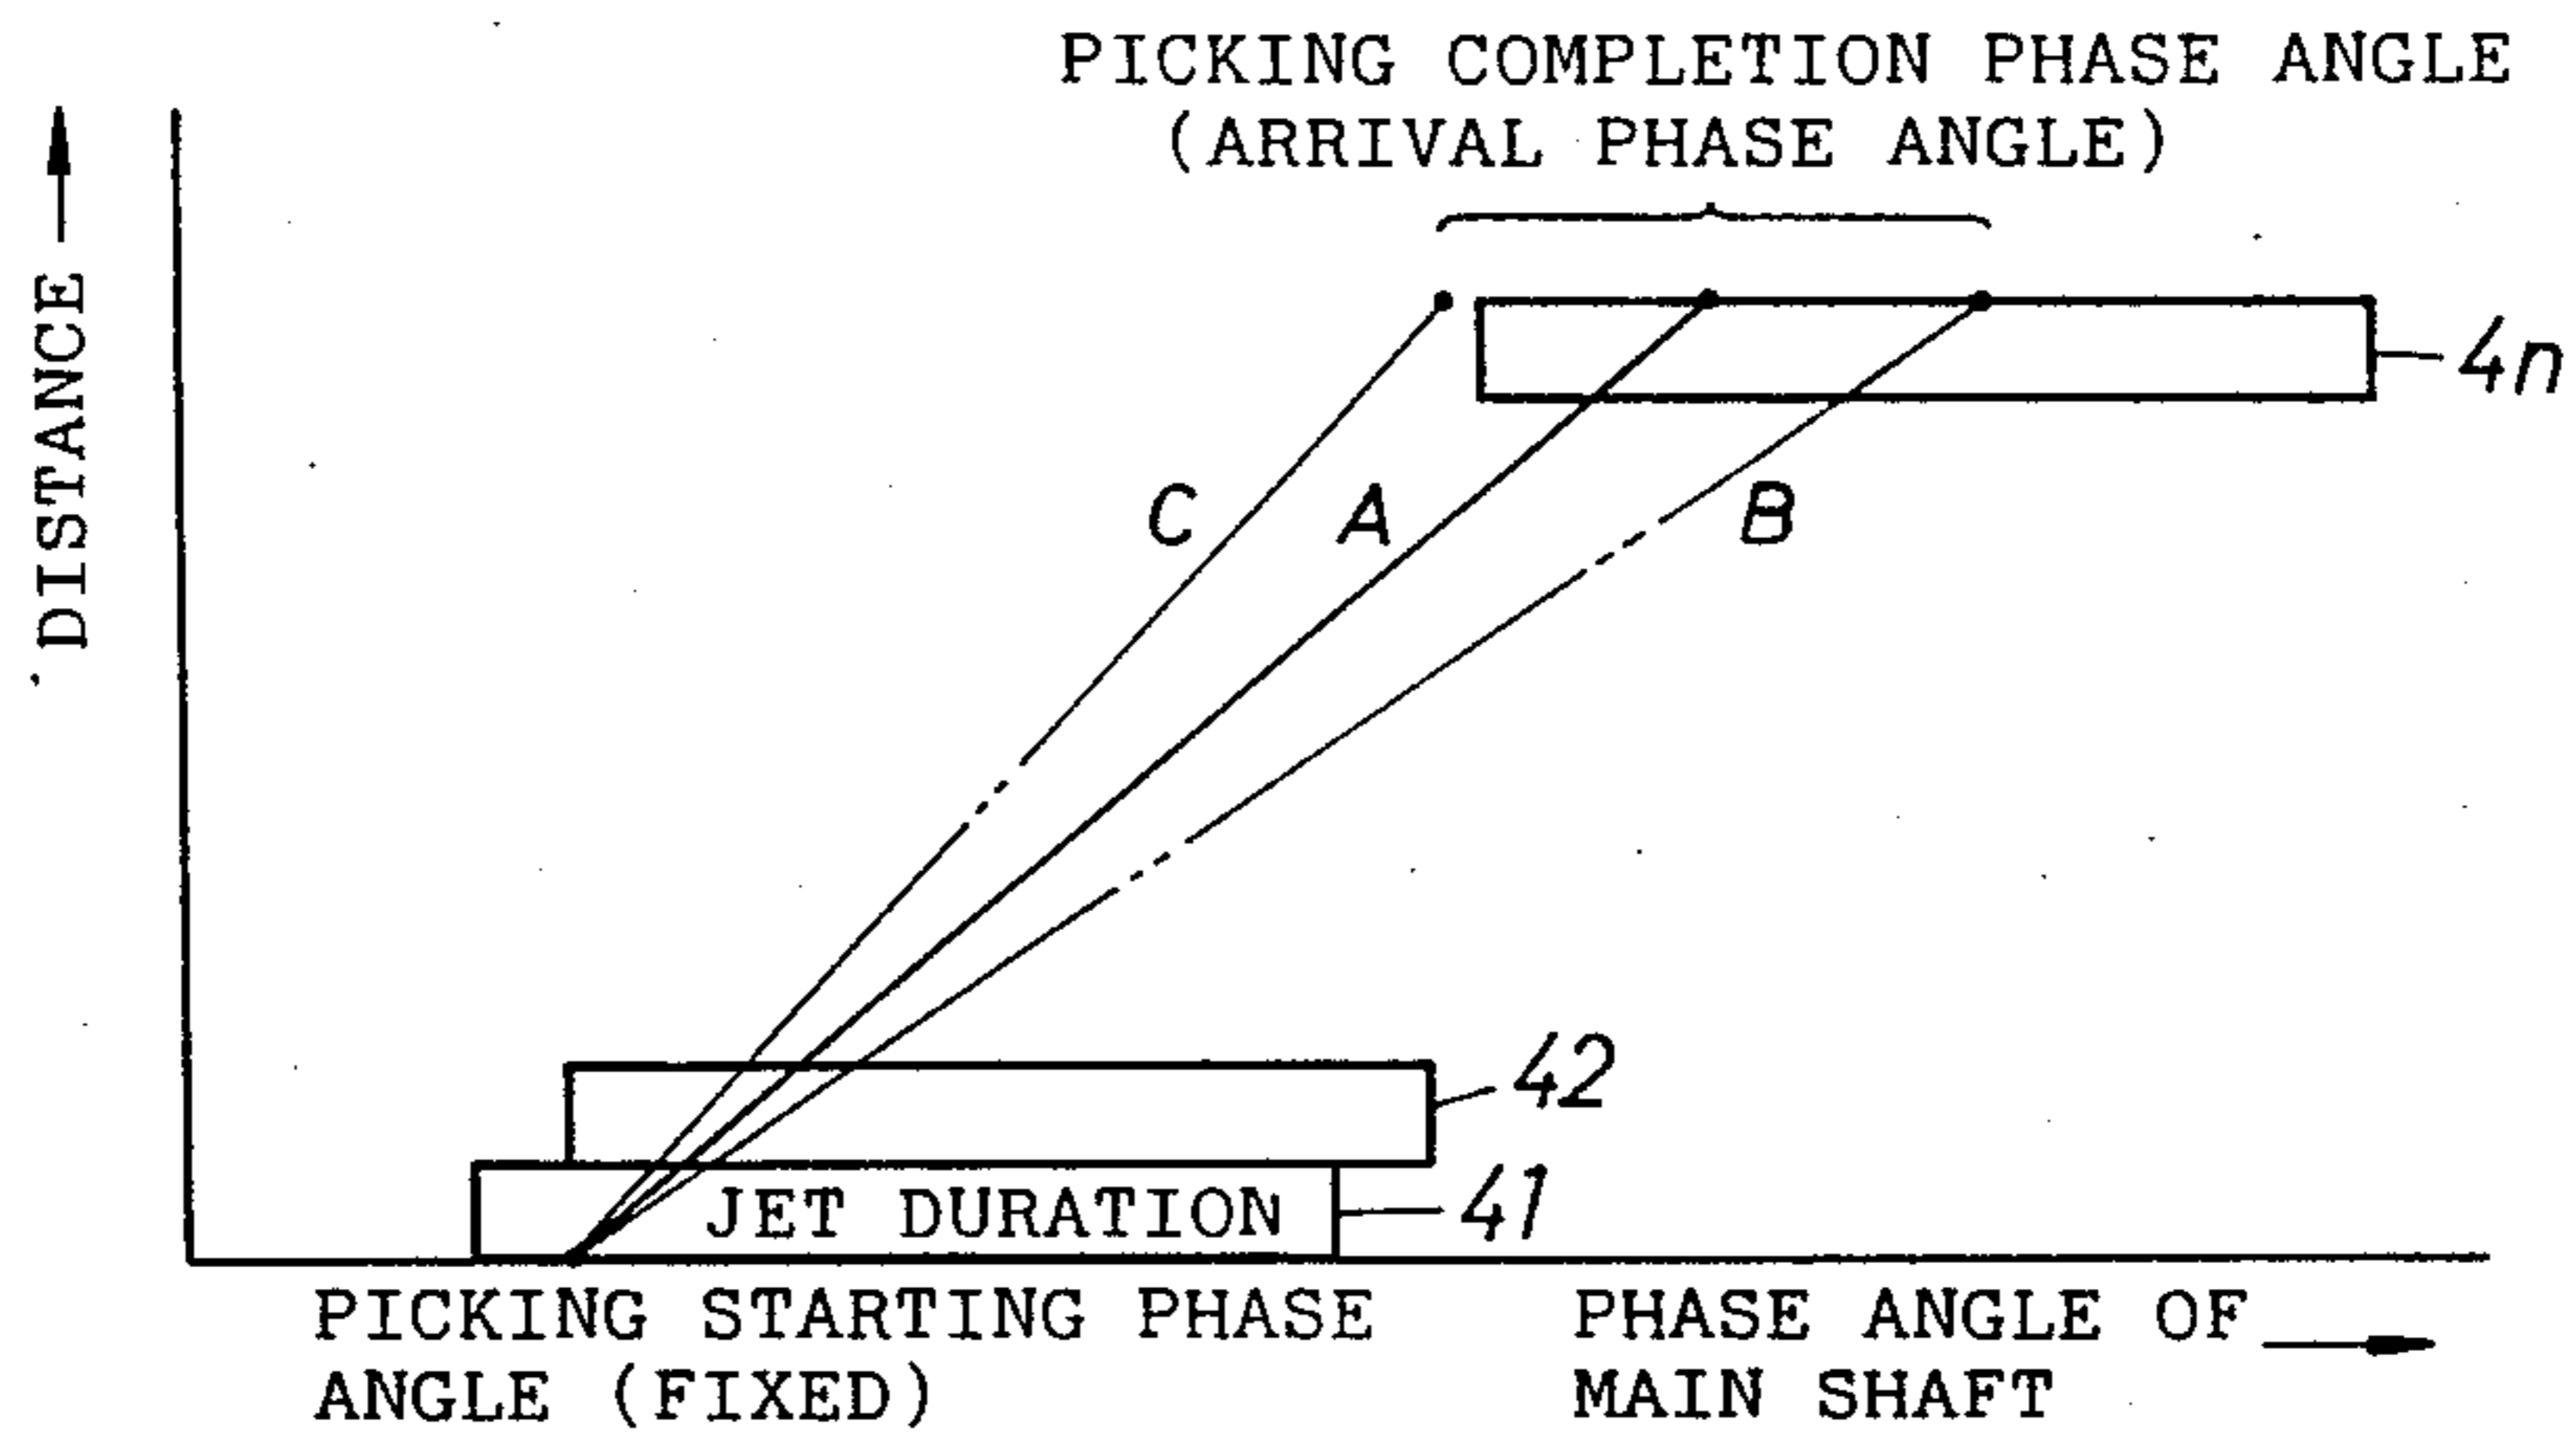 PICKING COMPLETION PHASE ANGLE
(ARRIVAL PHASE ANGLE)
DISTANCE
4n
C
A
B
42
JET DURATION
41
PICKING STARTING PHASE
ANGLE (FIXED)
PHASE ANGLE OF
MAIN SHAFT